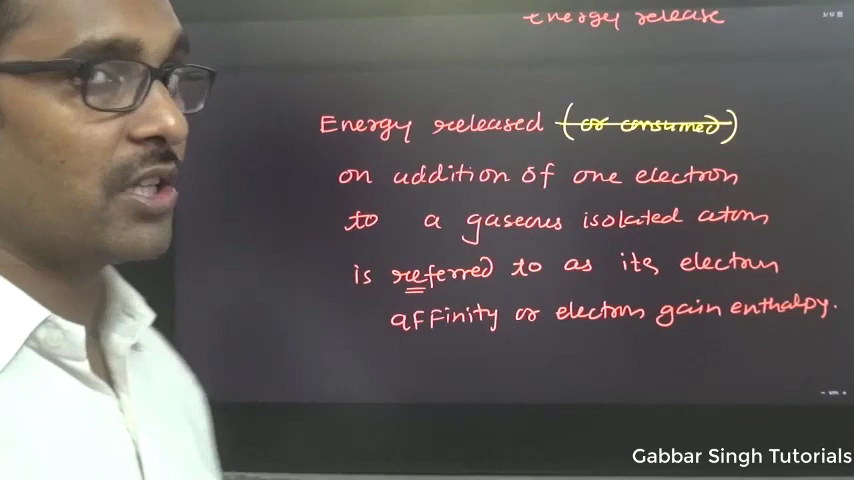 energy release
Energy released (or consumed)
on addition of one electron
to a gaseous isolated atom
is referred to as its electron
affinity or electron gain enthalpy.
Gabbar Singh Tutorials